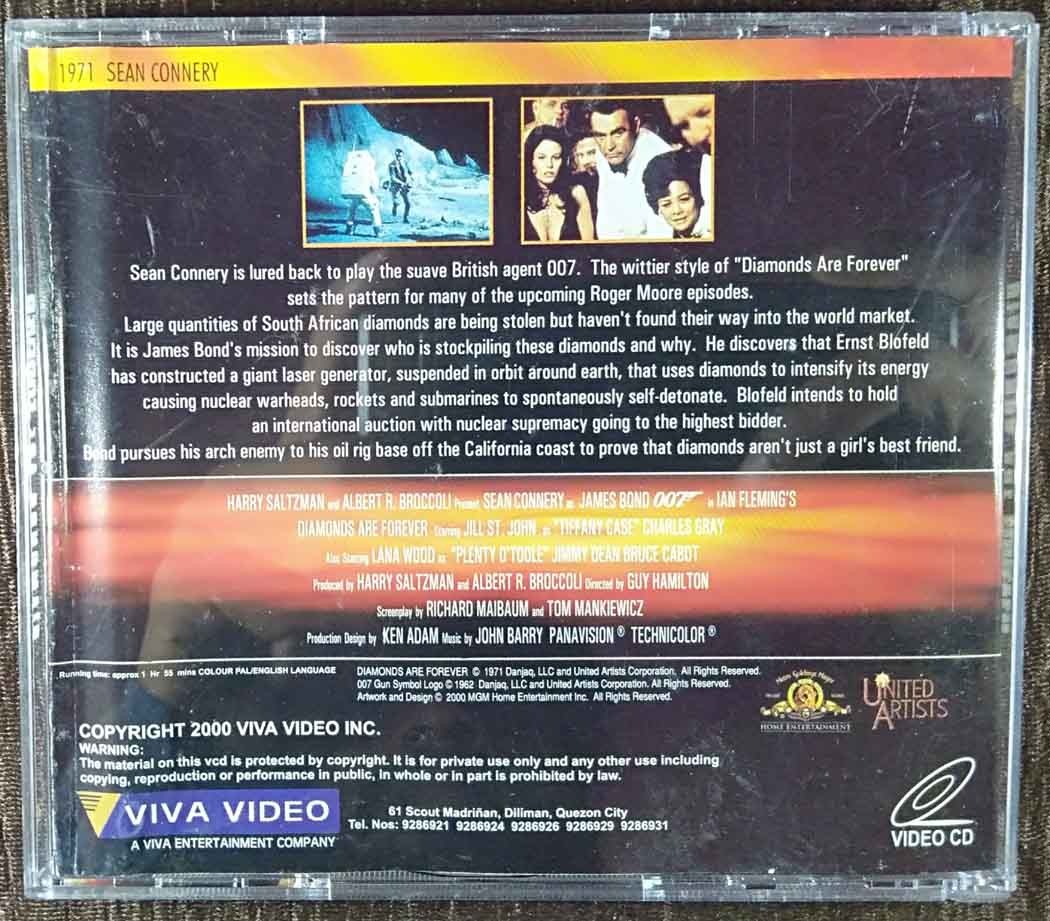 1971 SEAN CONNERY
Sean Connery is lured back to play the suave British agent 007. The wittier style of "Diamonds Are Forever"
sets the pattern for many of the upcoming Roger Moore episodes.
Large quantities of South African diamonds are being stolen but haven't found their way into the world market.
It is James Bond's mission to discover who is stockpiling these diamonds and why. He discovers that Ernst Blofeld
has constructed a giant laser generator, suspended in orbit around earth, that uses diamonds to intensify its energy
causing nuclear warheads, rockets and submarines to spontaneously self-detonate. Blofeld intends to hold
an international auction with nuclear supremacy going to the highest bidder.
Bond pursues his arch enemy to his oil rig base off the California coast to prove that diamonds aren't just a girl's best friend.
HARRY SALTZMAN and ALBERT R. BROCCOLI Present SEAN CONNERY as JAMES BOND 007 in IAN FLEMING'S
DIAMONDS ARE FOREVER Starring JILL ST. JOHN as "TIFFANY CASE" CHARLES GRAY
Also Starring LANA WOOD as "PLENTY O'TOOLE" JIMMY DEAN BRUCE CABOT
Produced by HARRY SALTZMAN and ALBERT R. BROCCOLI Directed by GUY HAMILTON
Screenplay by RICHARD MAIBAUM and TOM MANKIEWICZ
Production Design by KEN ADAM Music by JOHN BARRY PANAVISION® TECHNICOLOR®
Running time: approx 1 Hr 55 mins COLOUR PAL/ENGLISH LANGUAGE
DIAMONDS ARE FOREVER © 1971 Danjaq, LLC and United Artists Corporation. All Rights Reserved.
007 Gun Symbol Logo © 1962 Danjaq, LLC and United Artists Corporation. All Rights Reserved.
Artwork and Design © 2000 MGM Home Entertainment Inc. All Rights Reserved.
Metro Goldwyn Mayer
HOME ENTERTAINMENT
UNITED
ARTISTS
COPYRIGHT 2000 VIVA VIDEO INC.
WARNING:
The material on this vcd is protected by copyright. It is for private use only and any other use including
copying, reproduction or performance in public, in whole or in part is prohibited by law.
VIVA VIDEO
A VIVA ENTERTAINMENT COMPANY
61 Scout Madriñan, Diliman, Quezon City
Tel. Nos: 9286921 9286924 9286926 9286929 9286931
VIDEO CD